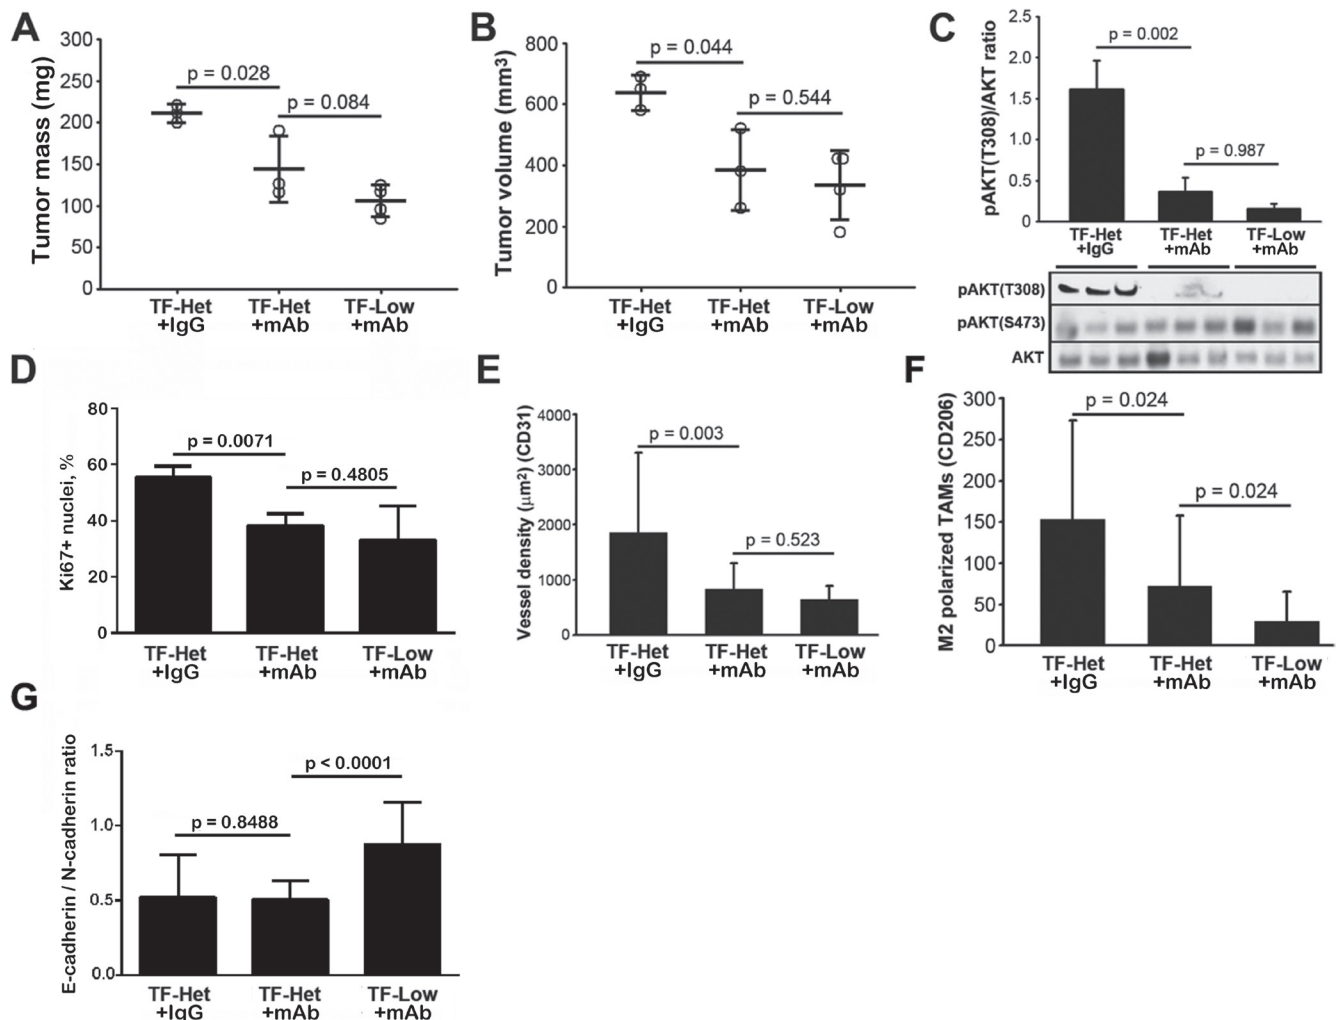 A
Tumor mass (mg)
300
250
200
150
100
50
0
p = 0.028
p = 0.084
TF-Het
+IgG
TF-Het
+mAb
TF-Low
+mAb
B
Tumor volume (mm³)
800
600
400
200
0
p = 0.044
p = 0.544
TF-Het
+IgG
TF-Het
+mAb
TF-Low
+mAb
C
pAKT(T308)/AKT ratio
2.5
2.0
1.5
1.0
0.5
0
p = 0.002
p = 0.987
TF-Het
+IgG
TF-Het
+mAb
TF-Low
+mAb
pAKT(T308)
pAKT(S473)
AKT
D
Ki67+ nuclei, %
80
60
40
20
0
p = 0.0071
p = 0.4805
TF-Het
+IgG
TF-Het
+mAb
TF-Low
+mAb
E
Vessel density (μm²) (CD31)
4000
3000
2000
1000
0
p = 0.003
p = 0.523
TF-Het
+IgG
TF-Het
+mAb
TF-Low
+mAb
F
M2 polarized TAMs (CD206)
300
250
200
150
100
50
0
p = 0.024
p = 0.024
TF-Het
+IgG
TF-Het
+mAb
TF-Low
+mAb
G
E-cadherin / N-cadherin ratio
1.5
1.0
0.5
0.0
p = 0.8488
p < 0.0001
TF-Het
+IgG
TF-Het
+mAb
TF-Low
+mAb